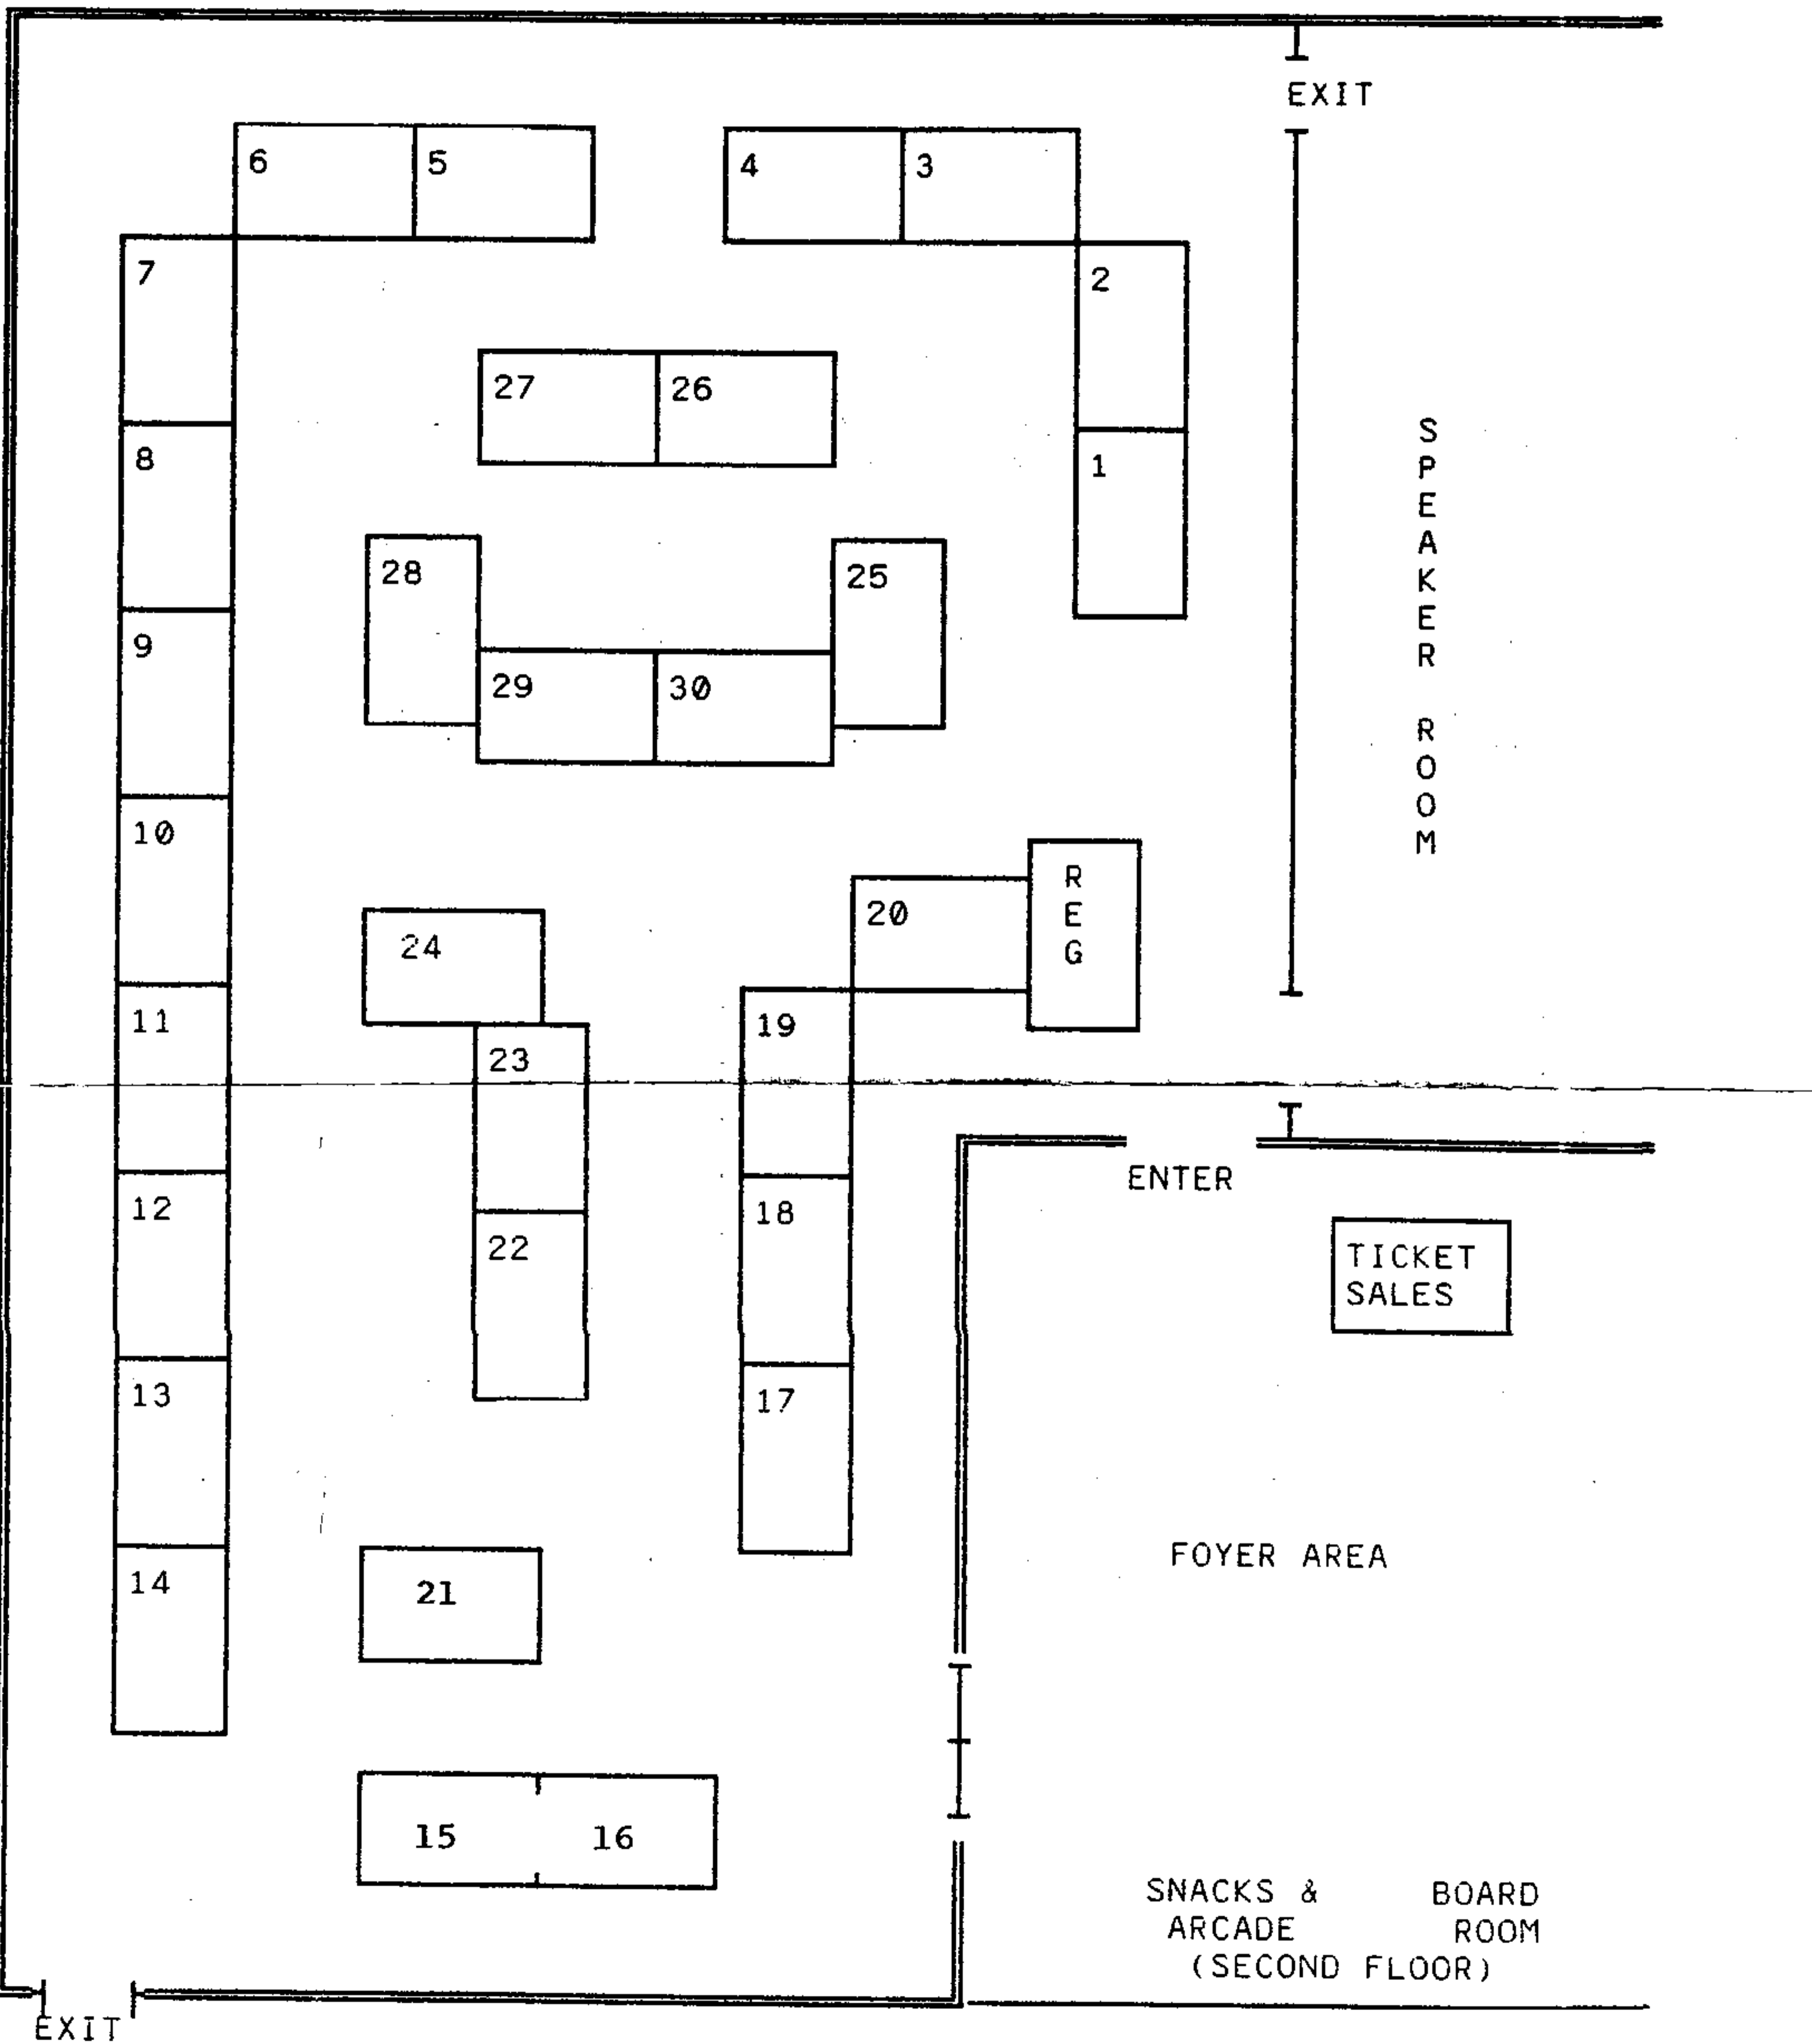 EXIT
6 5 4 3
7 2
27 26
8 1
S
P
E
A
K
E
R
R
O
O
M
28 25
9
29 30
10
R
E
G
20
24
11 19
23
ENTER
12 18
22
TICKET
SALES
13 17
FOYER AREA
14 21
15 16
SNACKS & BOARD
ARCADE ROOM
(SECOND FLOOR)
EXIT